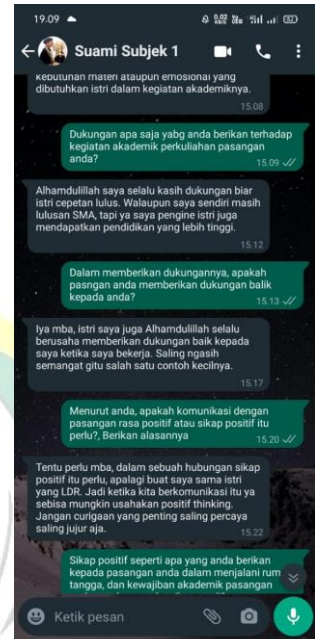 19.09
0.02 KB/S
52
Suami Subjek 1
kebutuhan materi ataupun emosional yang
dibutuhkan istri dalam kegiatan akademiknya.
15.08
Dukungan apa saja yabg anda berikan terhadap
kegiatan akademik perkuliahan pasangan
anda?
15.09
Alhamdulillah saya selalu kasih dukungan biar
istri cepetan lulus. Walaupun saya sendiri masih
lulusan SMA, tapi ya saya pengine istri juga
mendapatkan pendidikan yang lebih tinggi.
15.12
Dalam memberikan dukungannya, apakah
pasngan anda memberikan dukungan balik
kepada anda?
15.13
Iya mba, istri saya juga Alhamdulillah selalu
berusaha memberikan dukungan baik kepada
saya ketika saya bekerja. Saling ngasih
semangat gitu salah satu contoh kecilnya.
15.17
Menurut anda, apakah komunikasi dengan
pasangan rasa positif atau sikap positif itu
perlu?, Berikan alasannya
15.20
Tentu perlu mba, dalam sebuah hubungan sikap
positif itu perlu, apalagi buat saya sama istri
yang LDR. Jadi ketika kita berkomunikasi itu ya
sebisa mungkin usahakan positif thinking.
Jangan curigaan yang penting saling percaya
saling jujur aja.
15.22
Sikap positif seperti apa yang anda berikan
kepada pasangan anda dalam menjalani rum
tangga, dan kewajiban akademik pasangan
Ketik pesan